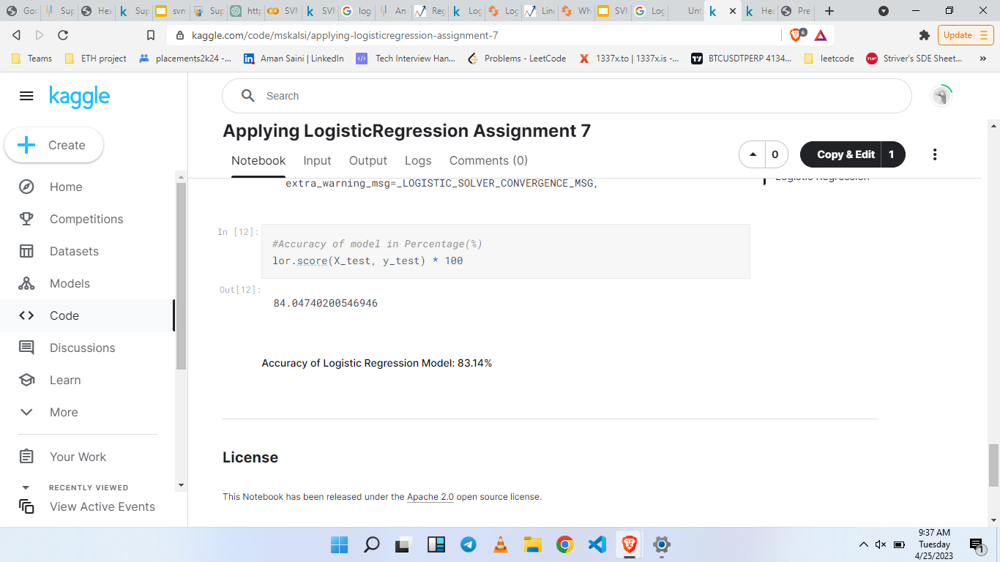 Goo
Sup
Hea
Sup
svm
Sup
http
SVM
SVM
log
An
Reg
Log
Log
Line
Wh
SVM
Log
Unt
Hea
Pre
kaggle.com/code/mskalsi/applying-logisticregression-assignment-7
6
Update
Teams
ETH project
placements2k24 -...
Aman Saini | LinkedIn
Tech Interview Han...
Problems - LeetCode
1337x.to | 1337x.is -...
BTCUSDTPERP 4134...
leetcode
Striver's SDE Sheet...
»
kaggle
Search
Create
Applying LogisticRegression Assignment 7
Notebook
Input
Output
Logs
Comments (0)
0
Copy & Edit
1
Home
Competitions
Datasets
Models
Code
Discussions
Learn
More
Your Work
RECENTLY VIEWED
View Active Events
Logistic Regression
extra_warning_msg=_LOGISTIC_SOLVER_CONVERGENCE_MSG,
In [12]:
#Accuracy of model in Percentage(%)
lor.score(X_test, y_test) * 100
Out[12]:
84.04740200546946
Accuracy of Logistic Regression Model: 83.14%
License
This Notebook has been released under the Apache 2.0 open source license.
9:37 AM
Tuesday
4/25/2023
1